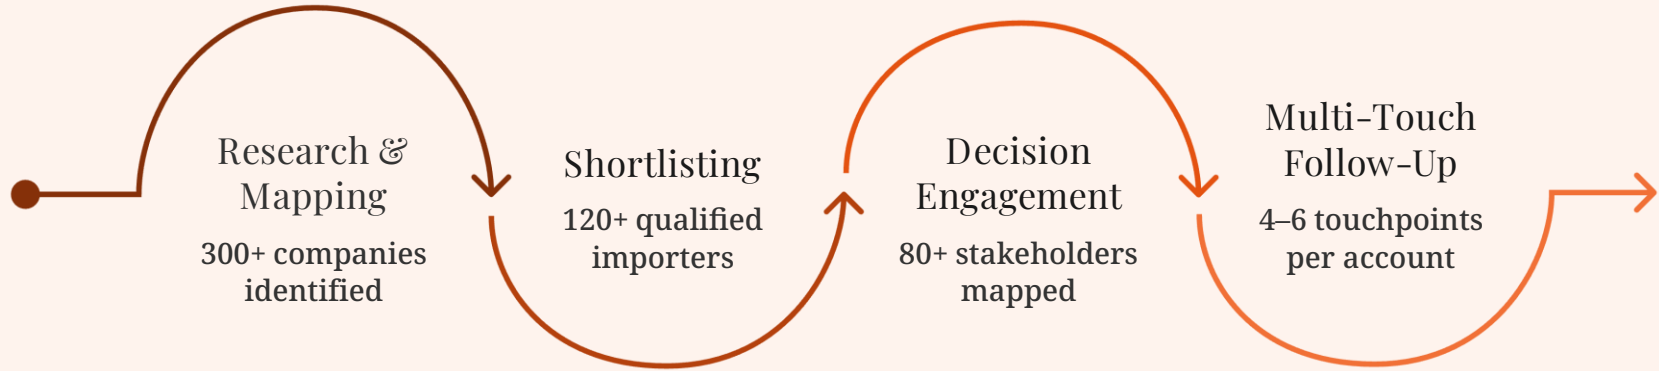 Research &
Mapping
300+ companies
identified
Shortlisting
120+ qualified
importers
Decision
Engagement
80+ stakeholders
mapped
Multi-Touch
Follow-Up
4–6 touchpoints
per account